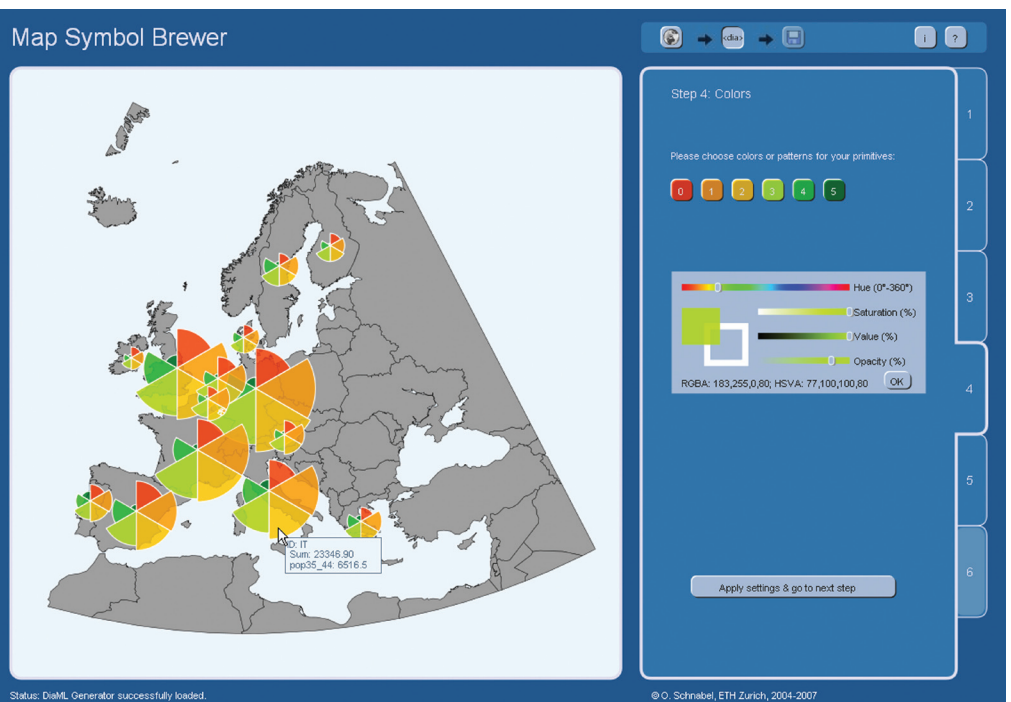 Map Symbol Brewer
<dia>
i
?
Step 4: Colors
Please choose colors or patterns for your primitives:
0 1 2 3 4 5
Hue (0°-360°)
Saturation (%)
Value (%)
Opacity (%)
RGBA: 183,255,0,80; HSVA: 77,100,100,80
OK
Apply settings & go to next step
1
2
3
4
5
6
D: IT
Sum: 23346.90
pop35_44: 6516.5
Status: DiaML Generator successfully loaded.
© O. Schnabel, ETH Zurich, 2004-2007